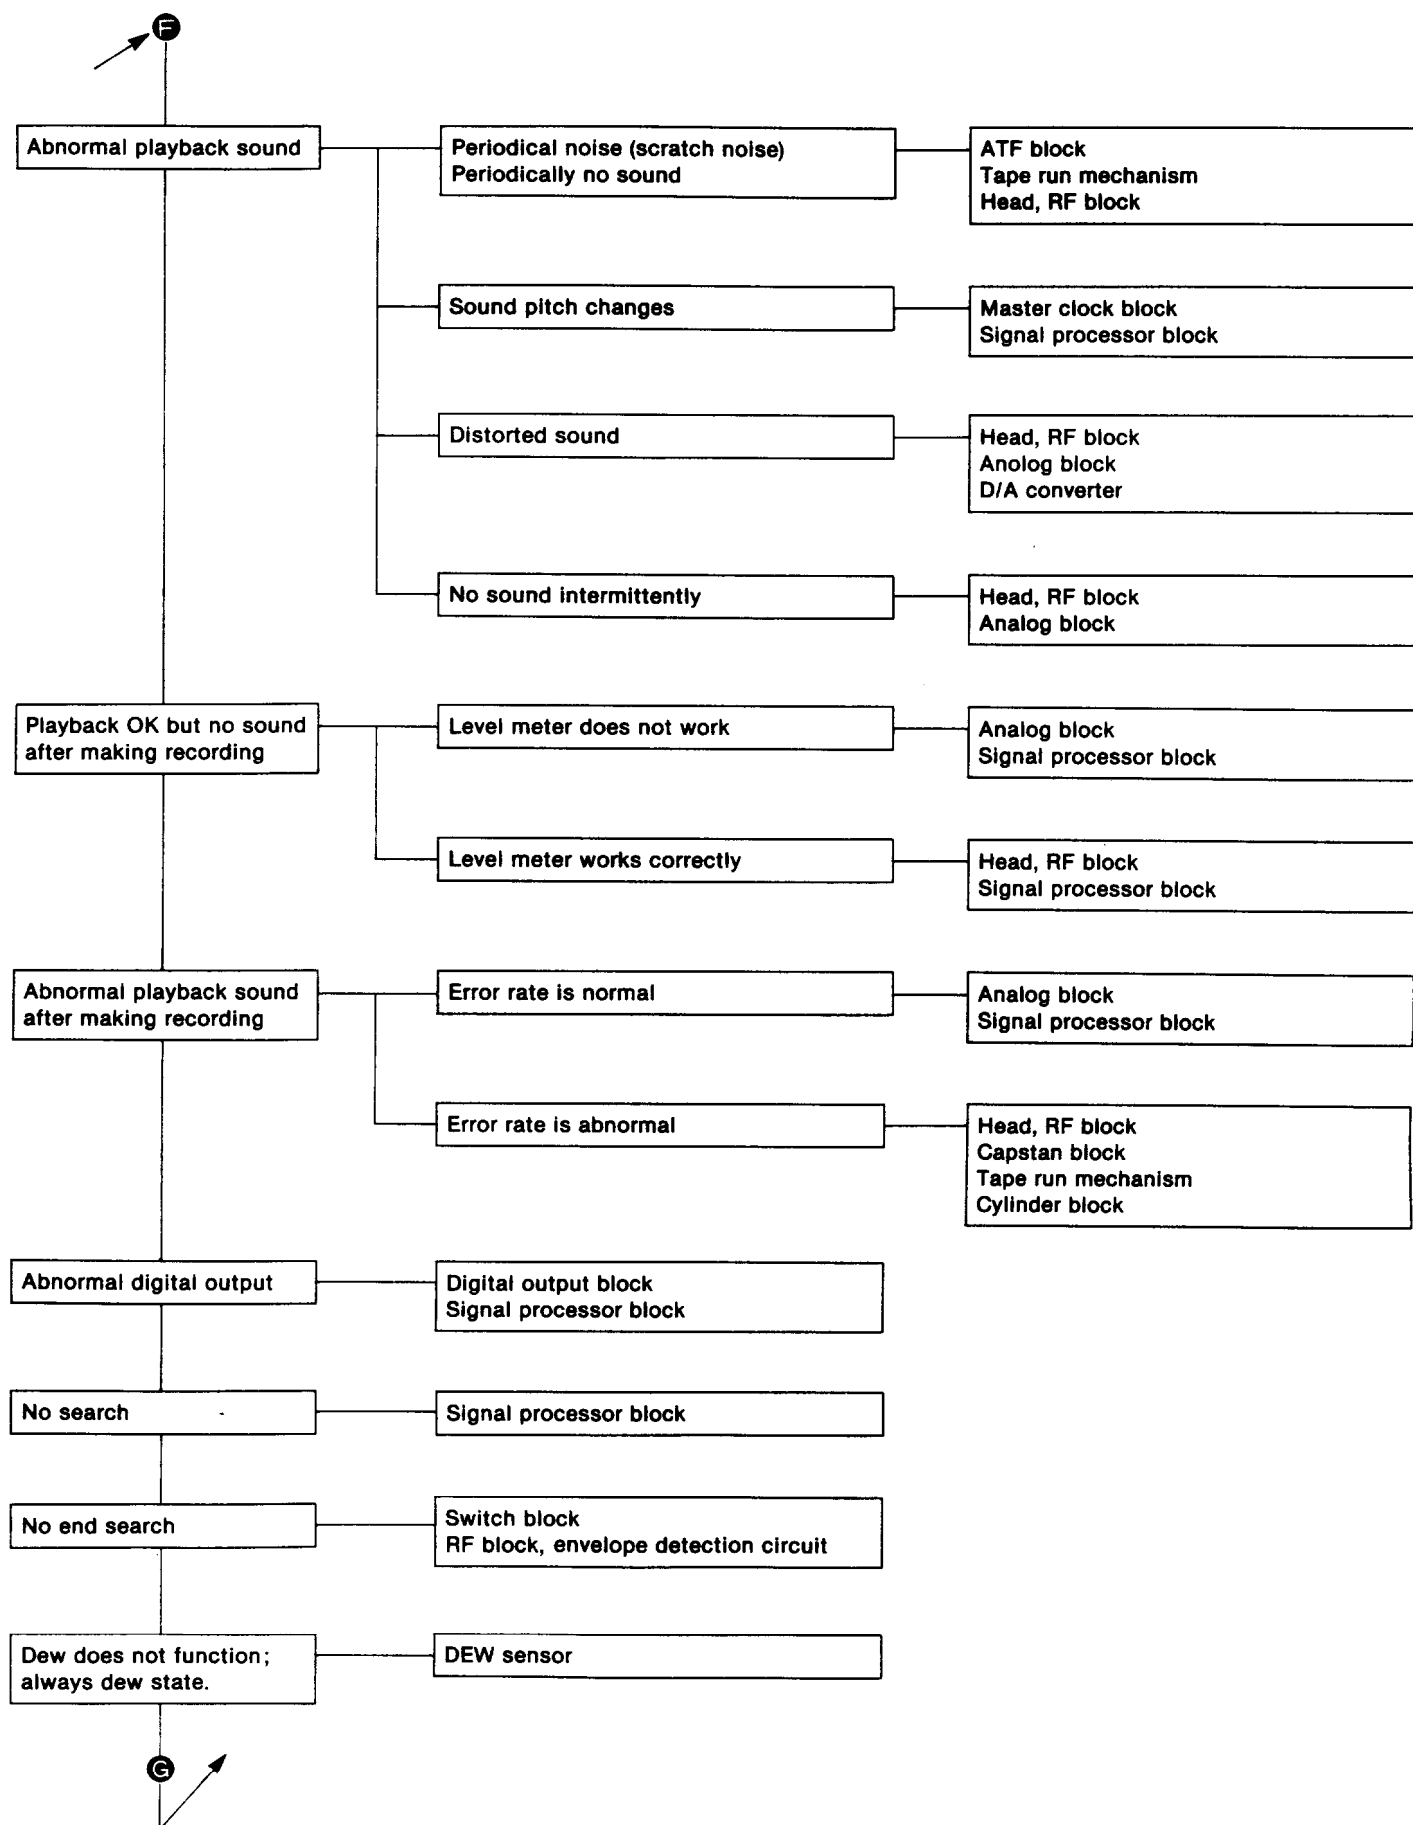 F
Abnormal playback sound
Periodical noise (scratch noise)
Periodically no sound
ATF block
Tape run mechanism
Head, RF block
Sound pitch changes
Master clock block
Signal processor block
Distorted sound
Head, RF block
Anolog block
D/A converter
No sound intermittently
Head, RF block
Analog block
Playback OK but no sound
after making recording
Level meter does not work
Analog block
Signal processor block
Level meter works correctly
Head, RF block
Signal processor block
Abnormal playback sound
after making recording
Error rate is normal
Analog block
Signal processor block
Error rate is abnormal
Head, RF block
Capstan block
Tape run mechanism
Cylinder block
Abnormal digital output
Digital output block
Signal processor block
No search
Signal processor block
No end search
Switch block
RF block, envelope detection circuit
Dew does not function;
always dew state.
DEW sensor
G